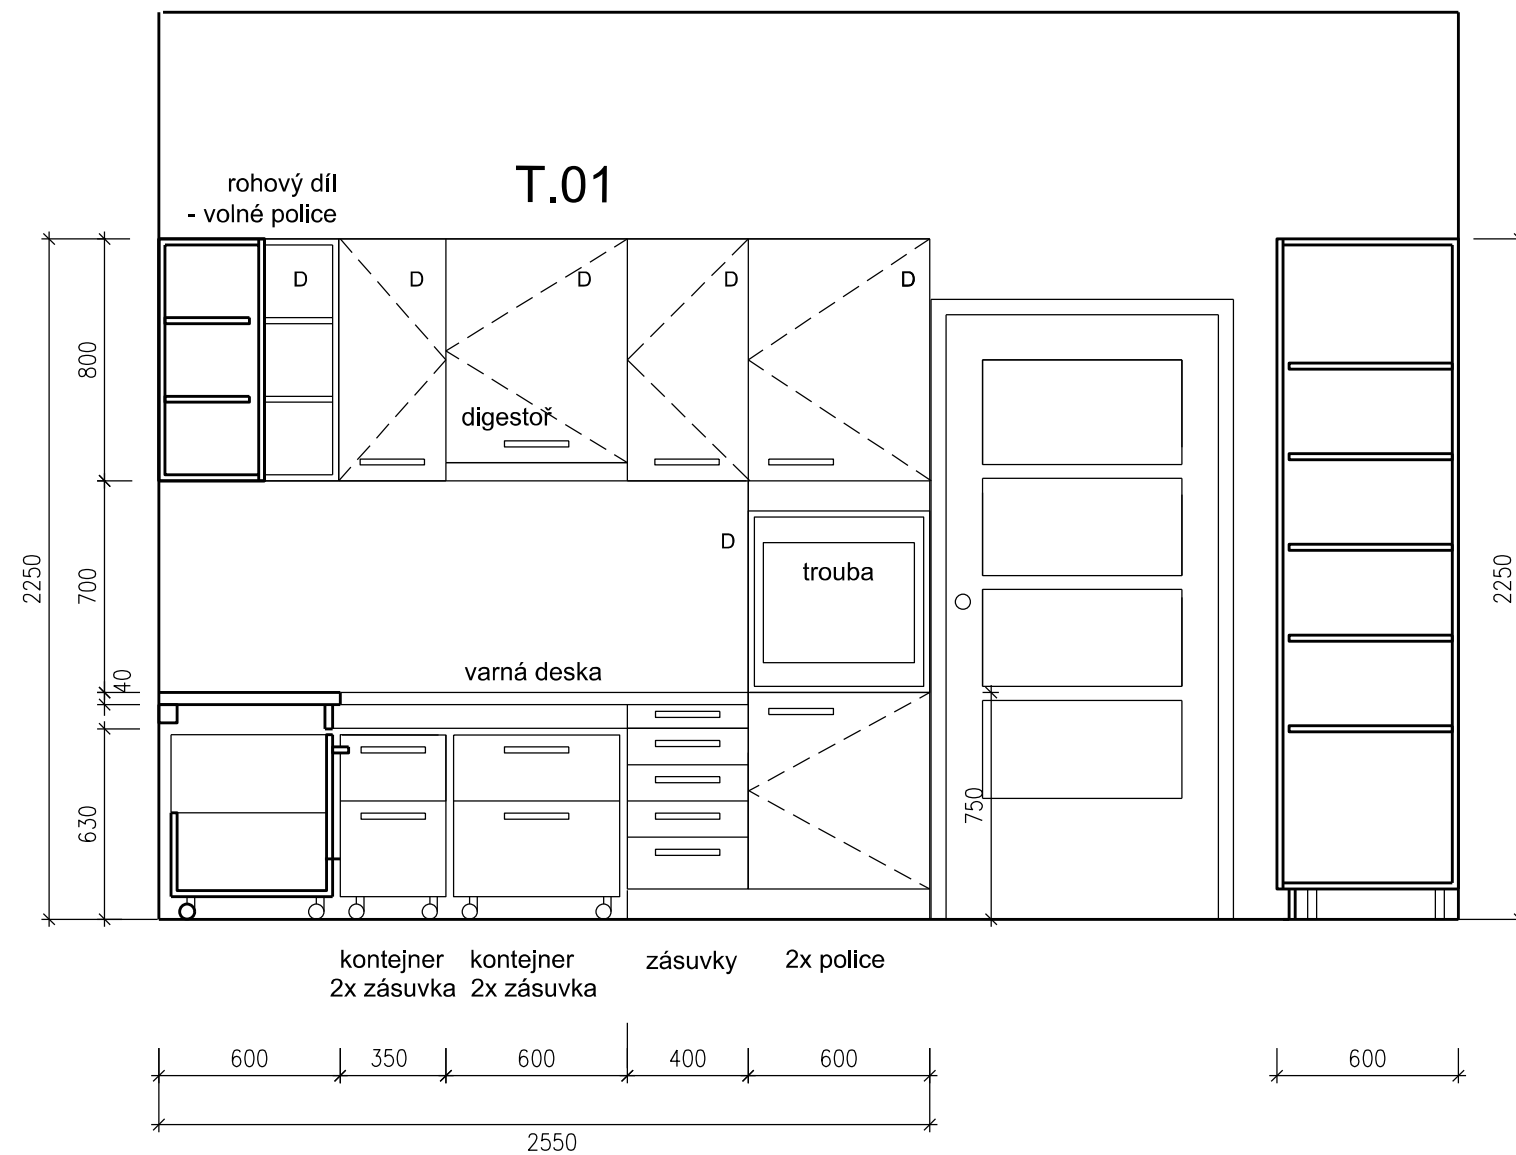 T.01
rohový díl
- volné police
D
D
D
D
D
digestoř
D
trouba
varná deska
800
700
40
630
2250
750
2250
kontejner
2x zásuvka
kontejner
2x zásuvka
zásuvky
2x police
600
350
600
400
600
600
2550